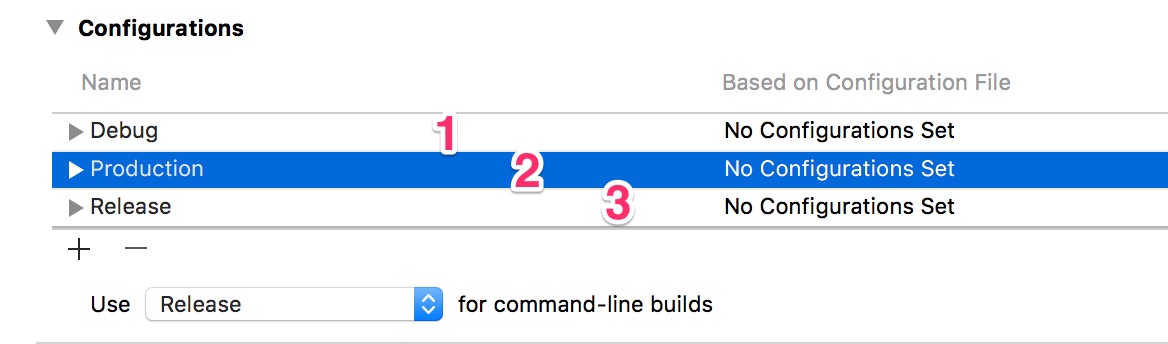 Configurations
Name Based on Configuration File
Debug 1 No Configurations Set
Production 2 No Configurations Set
Release 3 No Configurations Set
Use Release for command-line builds